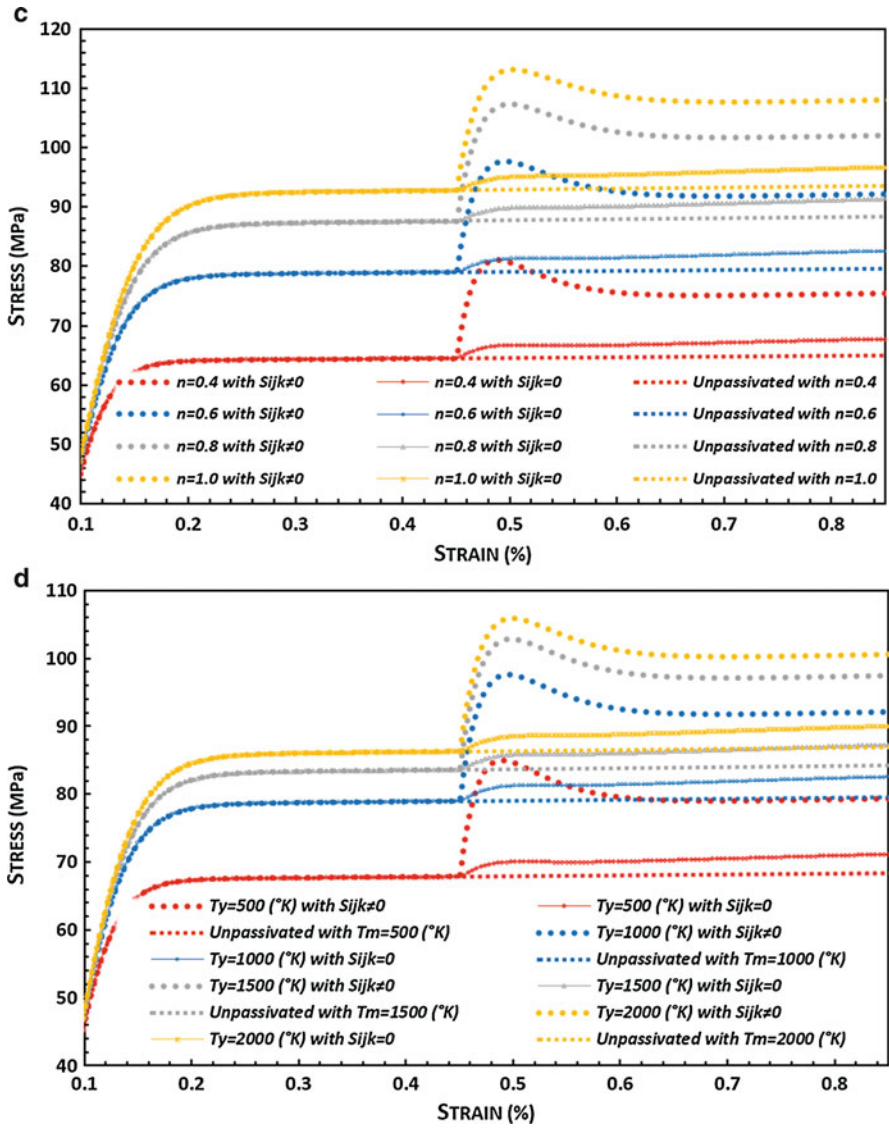 c
120
110
100
90
80
70
60
50
40
STRESS (MPa)
n=0.4 with Sijk≠0 n=0.4 with Sijk=0 Unpassivated with n=0.4
n=0.6 with Sijk≠0 n=0.6 with Sijk=0 Unpassivated with n=0.6
n=0.8 with Sijk≠0 n=0.8 with Sijk=0 Unpassivated with n=0.8
n=1.0 with Sijk≠0 n=1.0 with Sijk=0 Unpassivated with n=1.0
0.1 0.2 0.3 0.4 0.5 0.6 0.7 0.8
STRAIN (%)
d
110
100
90
80
70
60
50
40
STRESS (MPa)
Ty=500 (°K) with Sijk≠0 Ty=500 (°K) with Sijk=0
Unpassivated with Tm=500 (°K) Ty=1000 (°K) with Sijk≠0
Ty=1000 (°K) with Sijk=0 Unpassivated with Tm=1000 (°K)
Ty=1500 (°K) with Sijk≠0 Ty=1500 (°K) with Sijk=0
Unpassivated with Tm=1500 (°K) Ty=2000 (°K) with Sijk≠0
Ty=2000 (°K) with Sijk=0 Unpassivated with Tm=2000 (°K)
0.1 0.2 0.3 0.4 0.5 0.6 0.7 0.8
STRAIN (%)